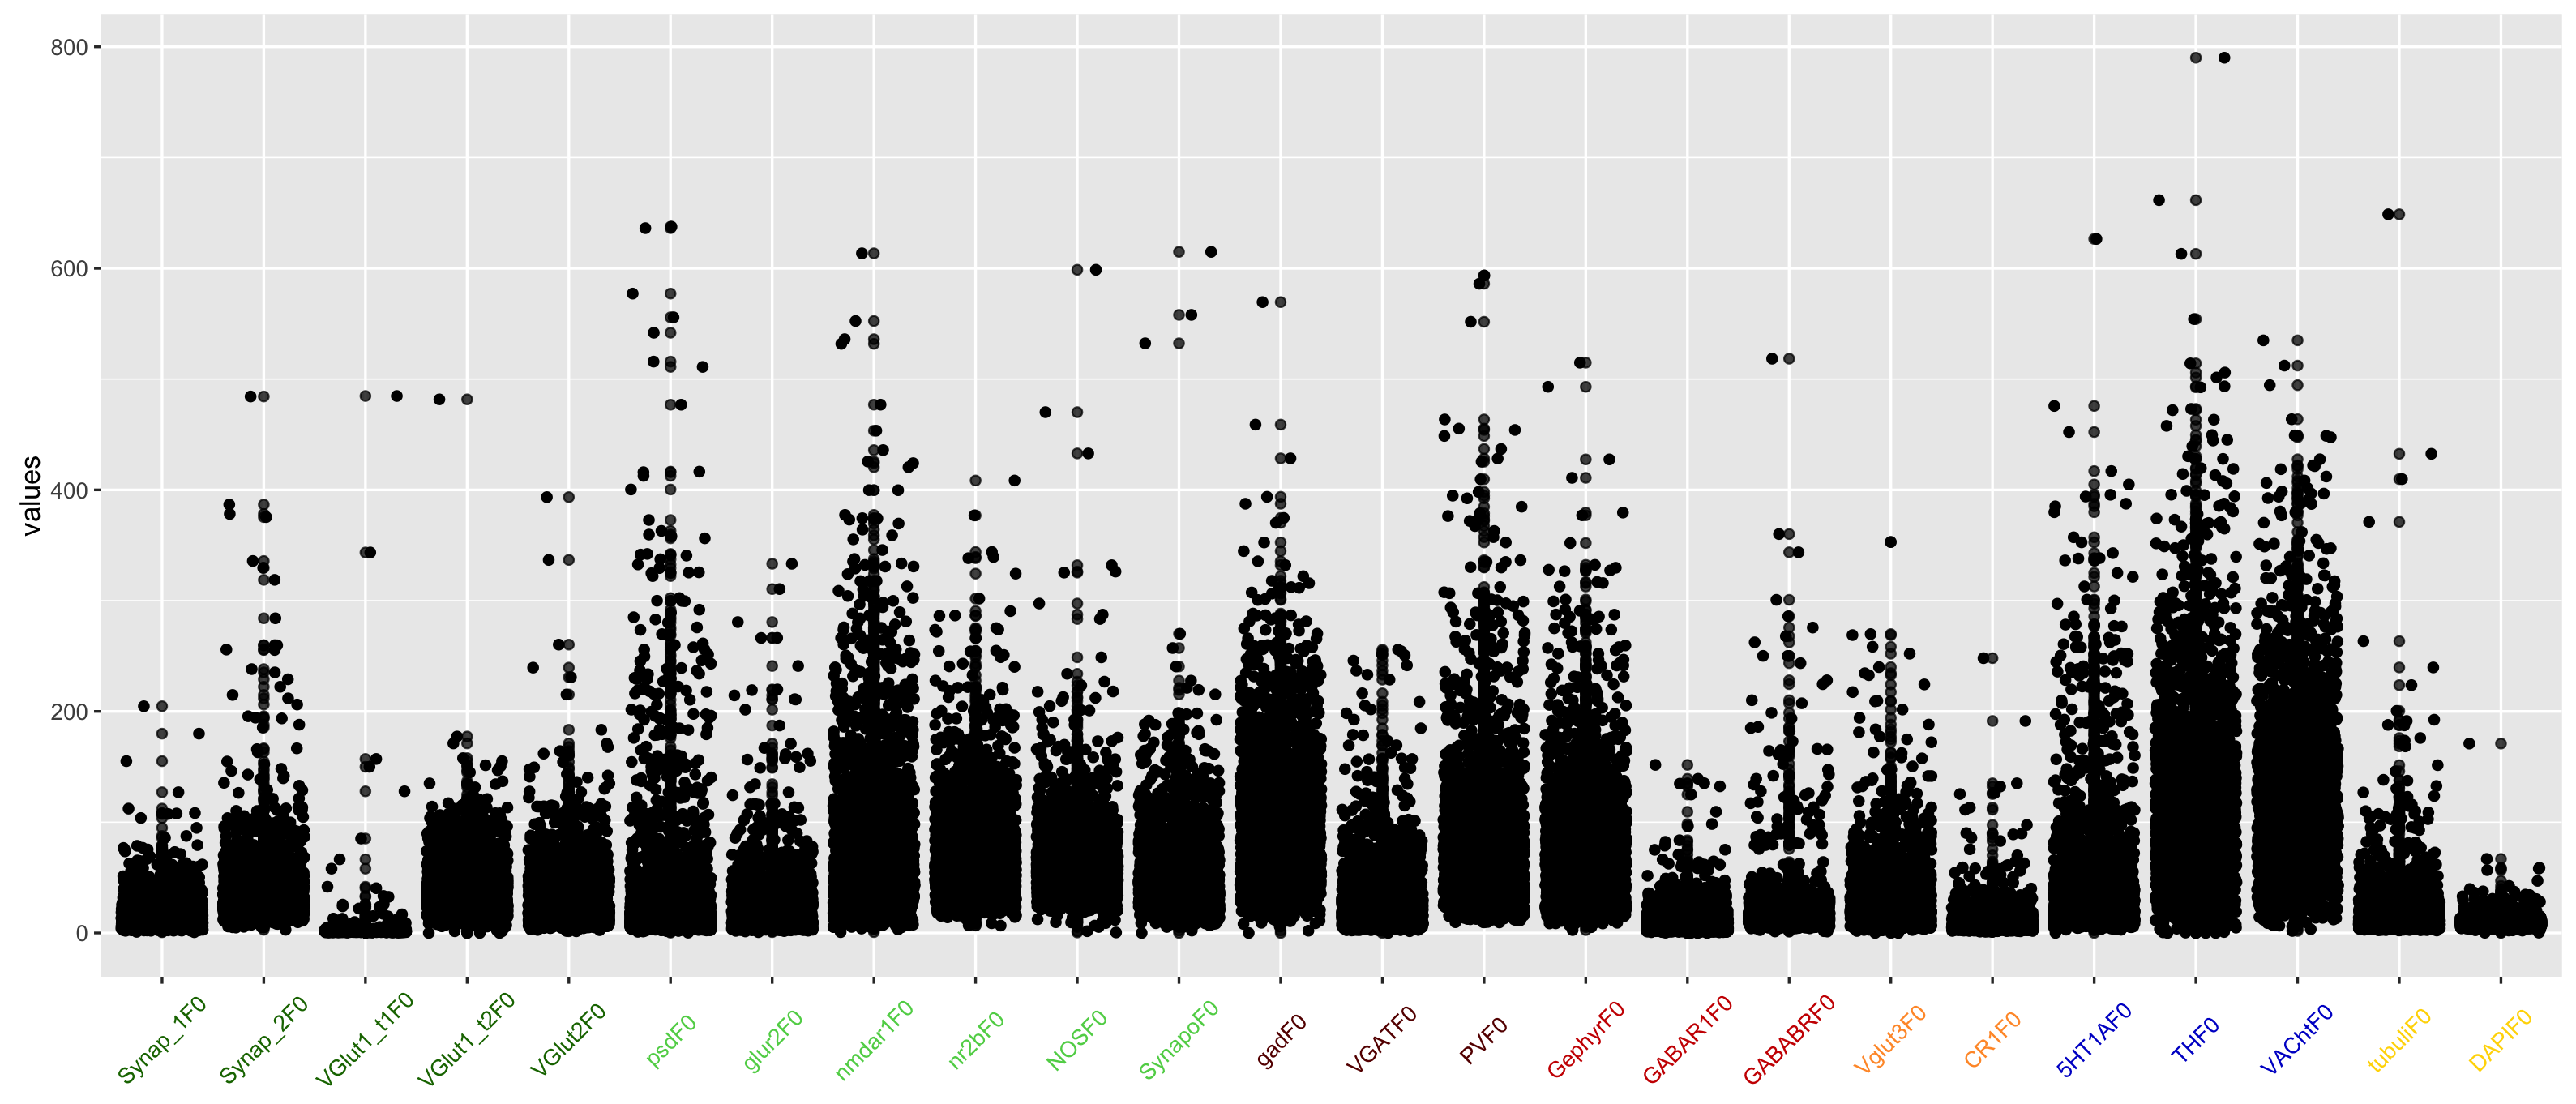 values
800
600
400
200
0
Synap_1F0
Synap_2F0
VGlut1_t1F0
VGlut1_t2F0
VGlut2F0
psdF0
glur2F0
nmdar1F0
nr2bF0
NOSF0
SynapoF0
gadF0
VGATF0
PVF0
GephyrF0
GABAR1F0
GABABRF0
Vglut3F0
CR1F0
5HT1AF0
THF0
VAChtF0
tubuliF0
DAPIF0